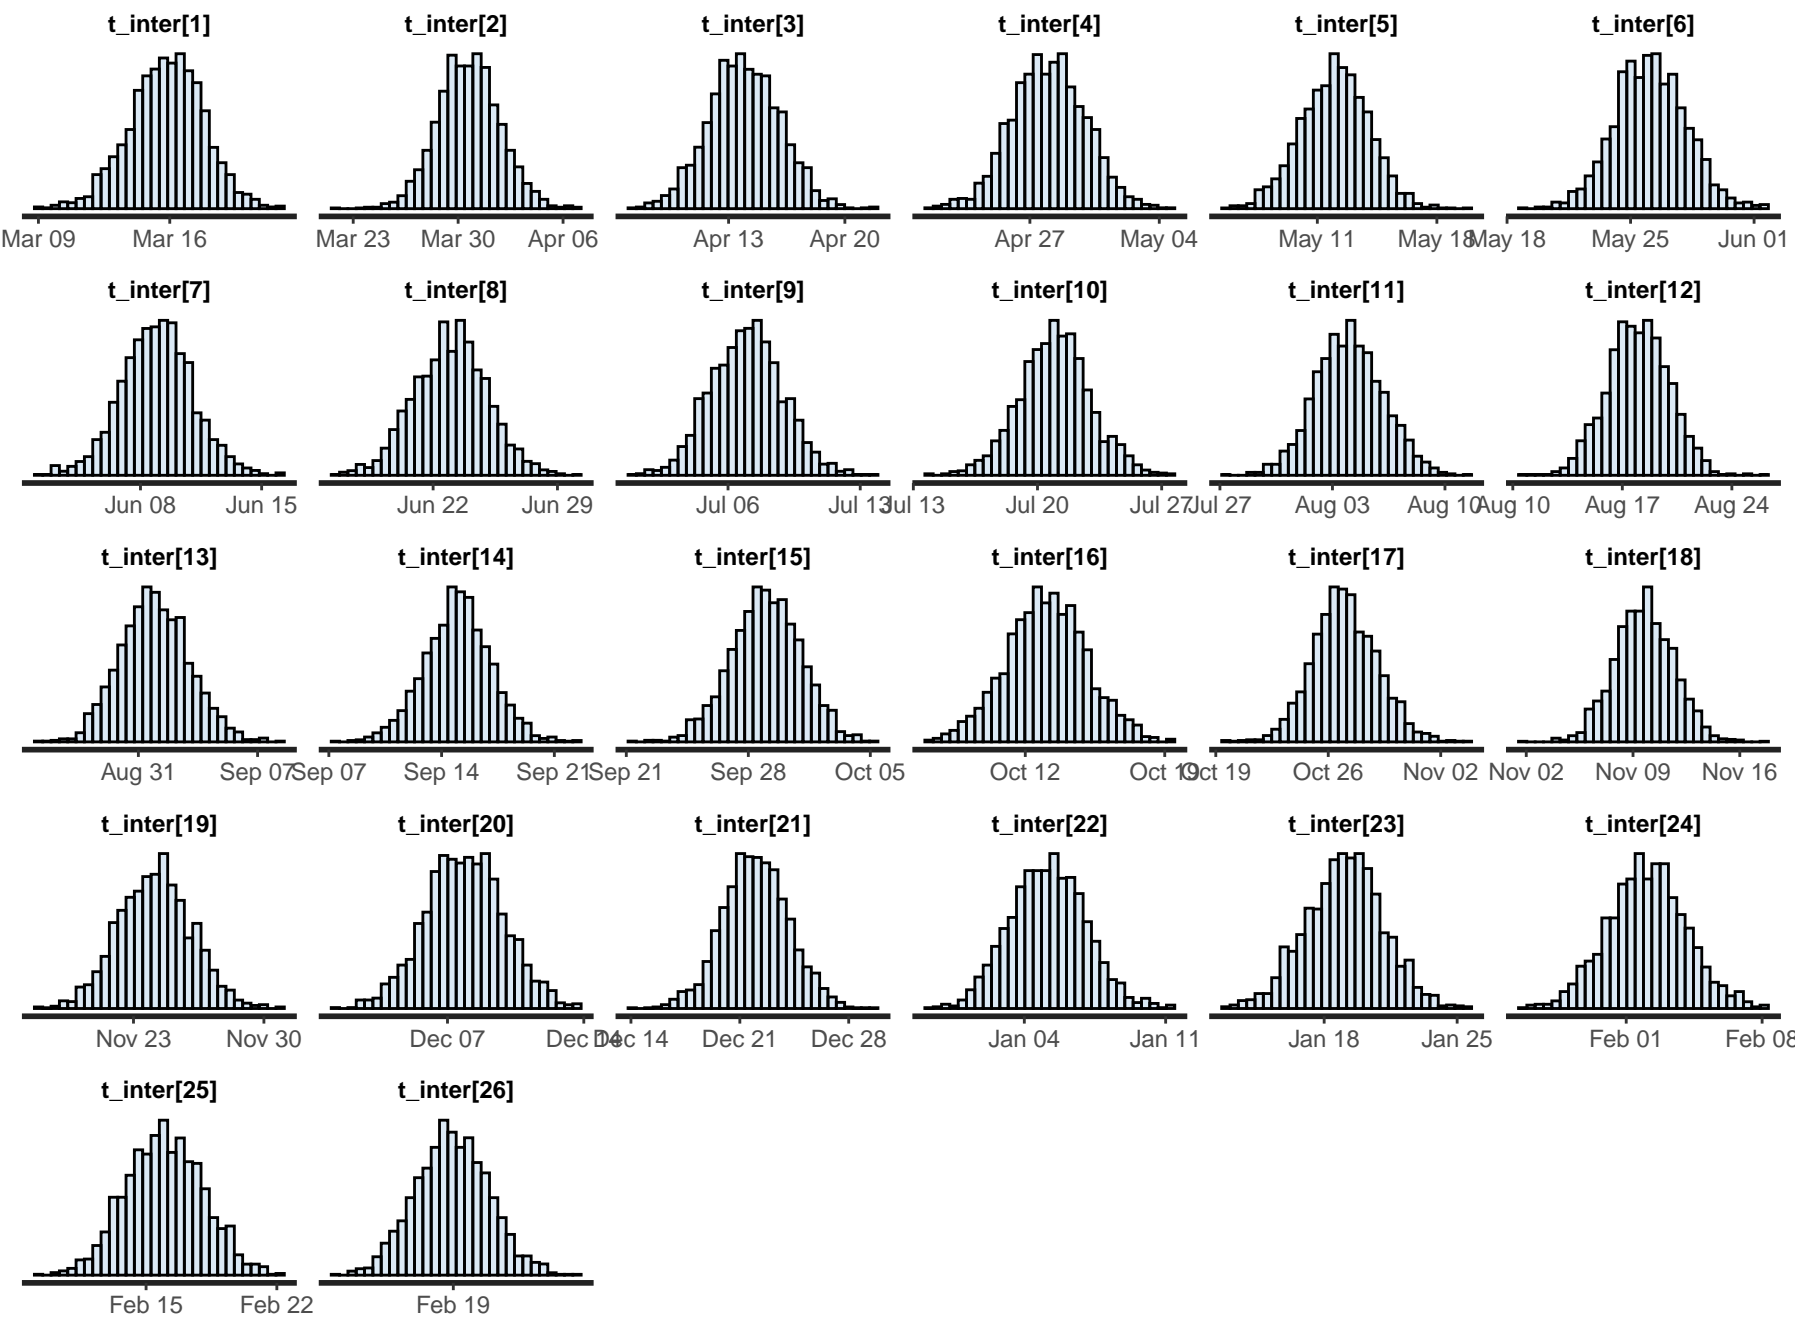 t_inter[1] t_inter[2] t_inter[3] t_inter[4] t_inter[5] t_inter[6]
Mar 09 Mar 16 Mar 23 Mar 30 Apr 06 Apr 13 Apr 20 Apr 27 May 04 May 11 May 18 May 18 May 25 Jun 01
t_inter[7] t_inter[8] t_inter[9] t_inter[10] t_inter[11] t_inter[12]
Jun 08 Jun 15 Jun 22 Jun 29 Jul 06 Jul 13 Jul 13 Jul 20 Jul 27 Jul 27 Aug 03 Aug 10 Aug 10 Aug 17 Aug 24
t_inter[13] t_inter[14] t_inter[15] t_inter[16] t_inter[17] t_inter[18]
Aug 31 Sep 07 Sep 07 Sep 14 Sep 21 Sep 21 Sep 28 Oct 05 Oct 12 Oct 19 Oct 19 Oct 26 Nov 02 Nov 02 Nov 09 Nov 16
t_inter[19] t_inter[20] t_inter[21] t_inter[22] t_inter[23] t_inter[24]
Nov 23 Nov 30 Dec 07 Dec 14 Dec 14 Dec 21 Dec 28 Jan 04 Jan 11 Jan 18 Jan 25 Feb 01 Feb 08
t_inter[25] t_inter[26]
Feb 15 Feb 22 Feb 19